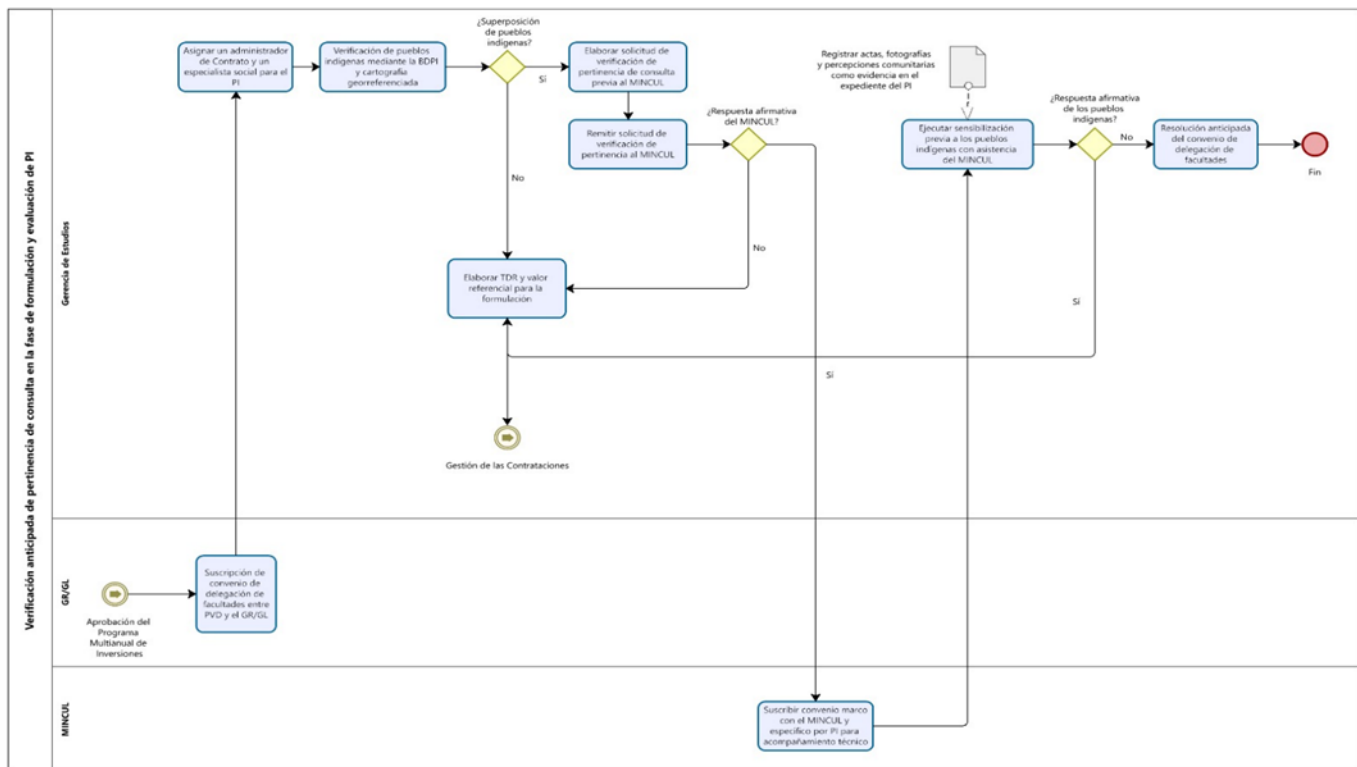 Verificación anticipada de pertinencia de consulta en la fase de formulación y evaluación de PI
Gerencia de Estudios
Asignar un administrador
de Contrato y un
especialista social para el
PI
Verificación de pueblos
indígenas mediante la BDPI
y cartografía
georreferenciada
¿Superposición
de pueblos
indígenas?
Sí
No
Elaborar solicitud de
verificación de
pertinencia de consulta
previa al MINCUL
Remitir solicitud de
verificación de
pertinencia al MINCUL
¿Respuesta afirmativa
del MINCUL?
No
Sí
Elaborar TDR y valor
referencial para la
formulación
Gestión de las Contrataciones
Registrar actas, fotografías
y percepciones comunitarias
como evidencia en el
expediente del PI
Ejecutar sensibilización
previa a los pueblos
indígenas con asistencia
del MINCUL
¿Respuesta afirmativa
de los pueblos
indígenas?
No
Sí
Resolución anticipada
del convenio de
delegación de
facultades
Fin
GR/GL
Aprobación del
Programa
Multianual de
Inversiones
Suscripción de
convenio de
delegación de
facultades entre
PVD y el GR/GL
MINCUL
Suscribir convenio marco
con el MINCUL y
específico por PI para
acompañamiento técnico